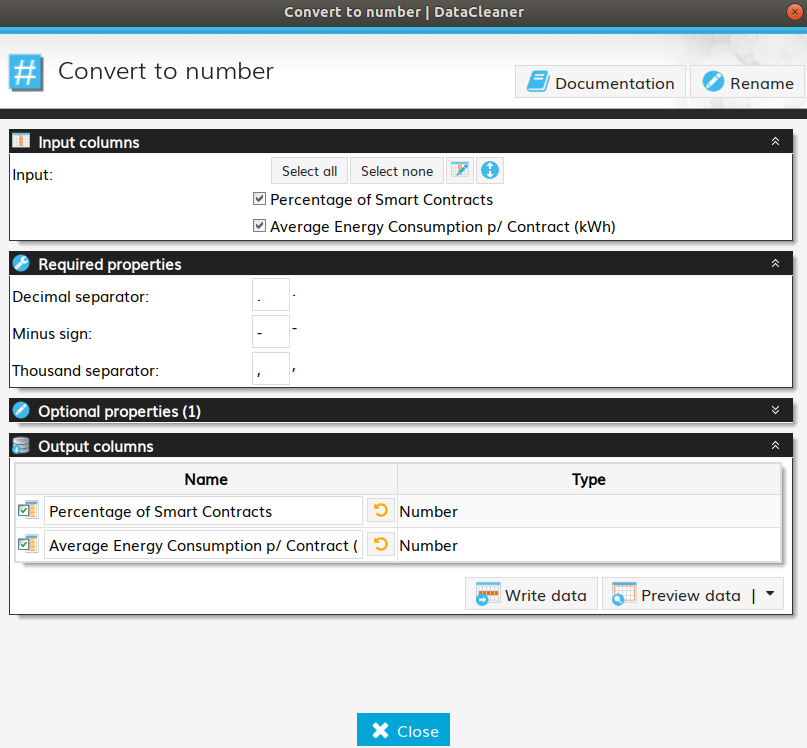 Convert to number | DataCleaner
# Convert to number
Documentation
Rename
Input columns
Input:
Select all
Select none
Percentage of Smart Contracts
Average Energy Consumption p/ Contract (kWh)
Required properties
Decimal separator: . .
Minus sign: - -
Thousand separator: , ,
Optional properties (1)
Output columns
Name Type
Percentage of Smart Contracts Number
Average Energy Consumption p/ Contract ( Number
Write data
Preview data |
Close